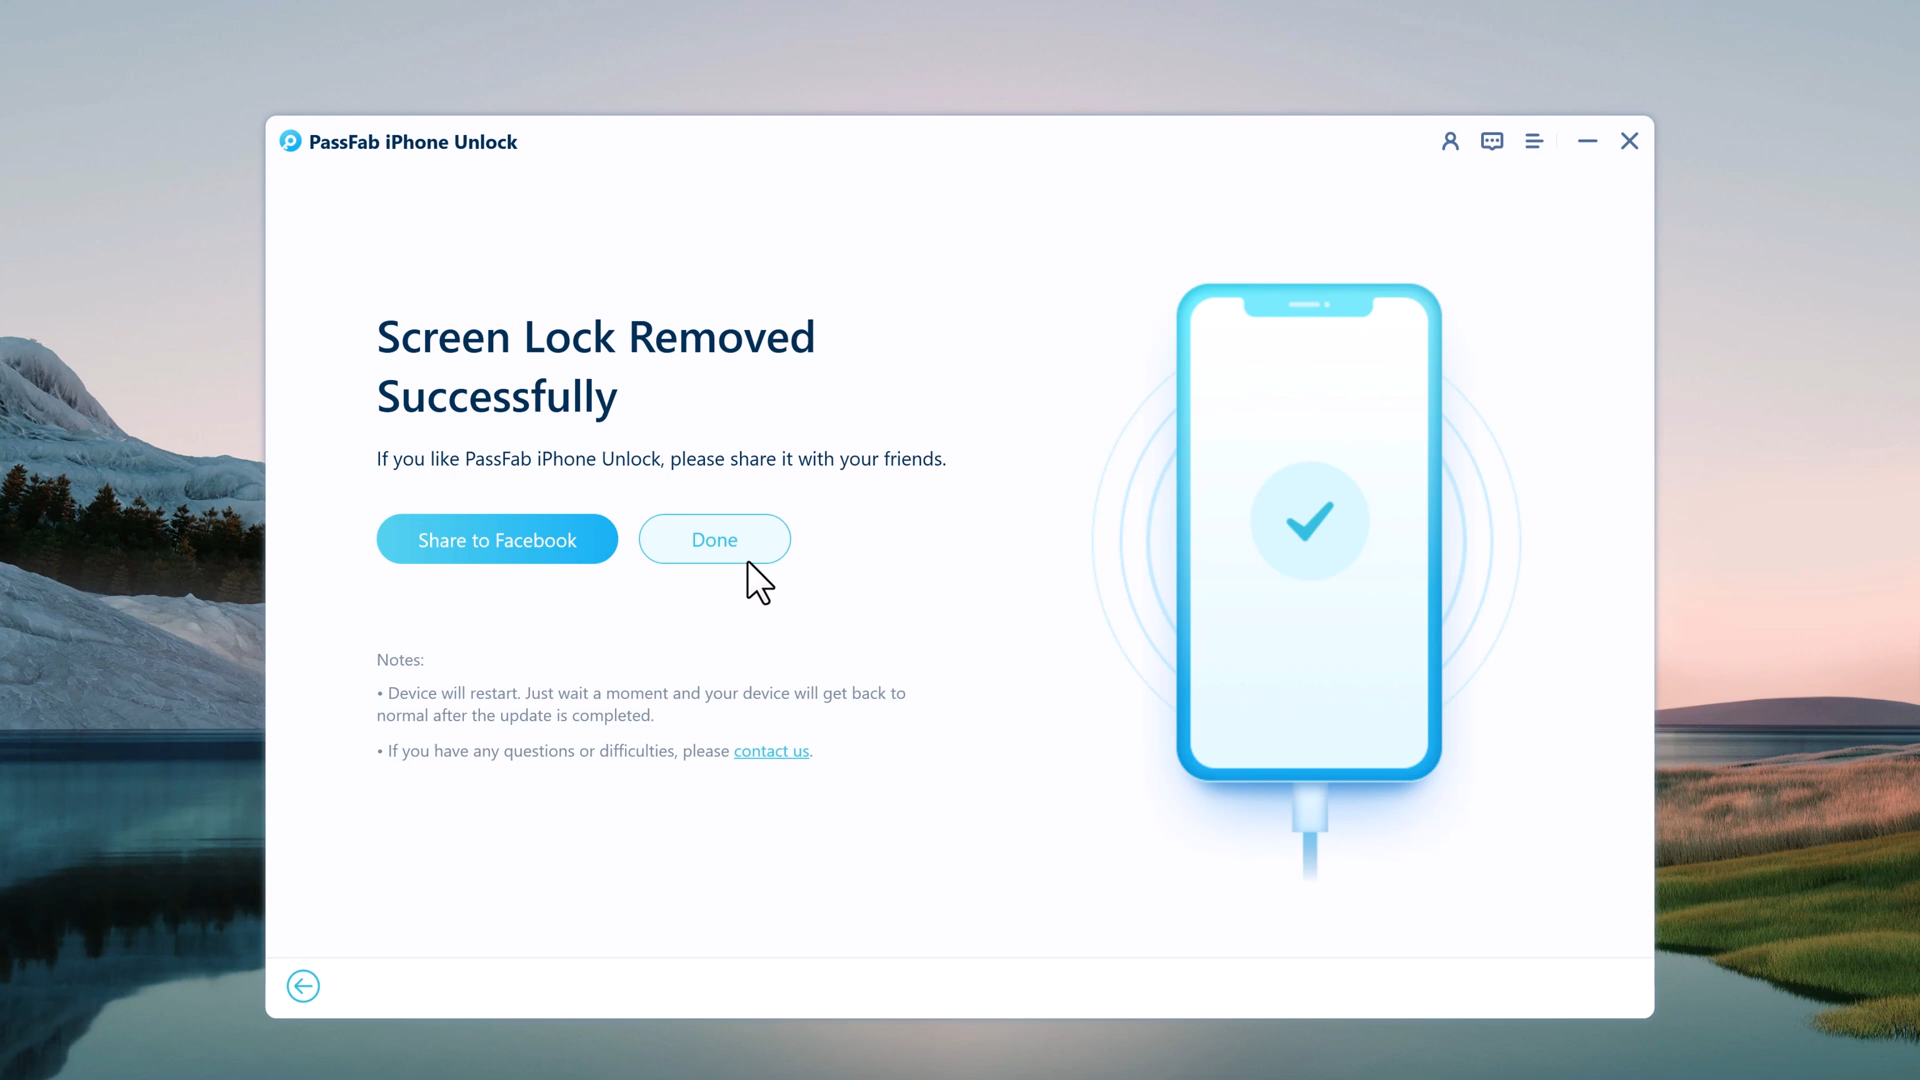 PassFab iPhone Unlock
Screen Lock Removed
Successfully
If you like PassFab iPhone Unlock, please share it with your friends.
Share to Facebook
Done
Notes:
• Device will restart. Just wait a moment and your device will get back to
normal after the update is completed.
• If you have any questions or difficulties, please contact us.